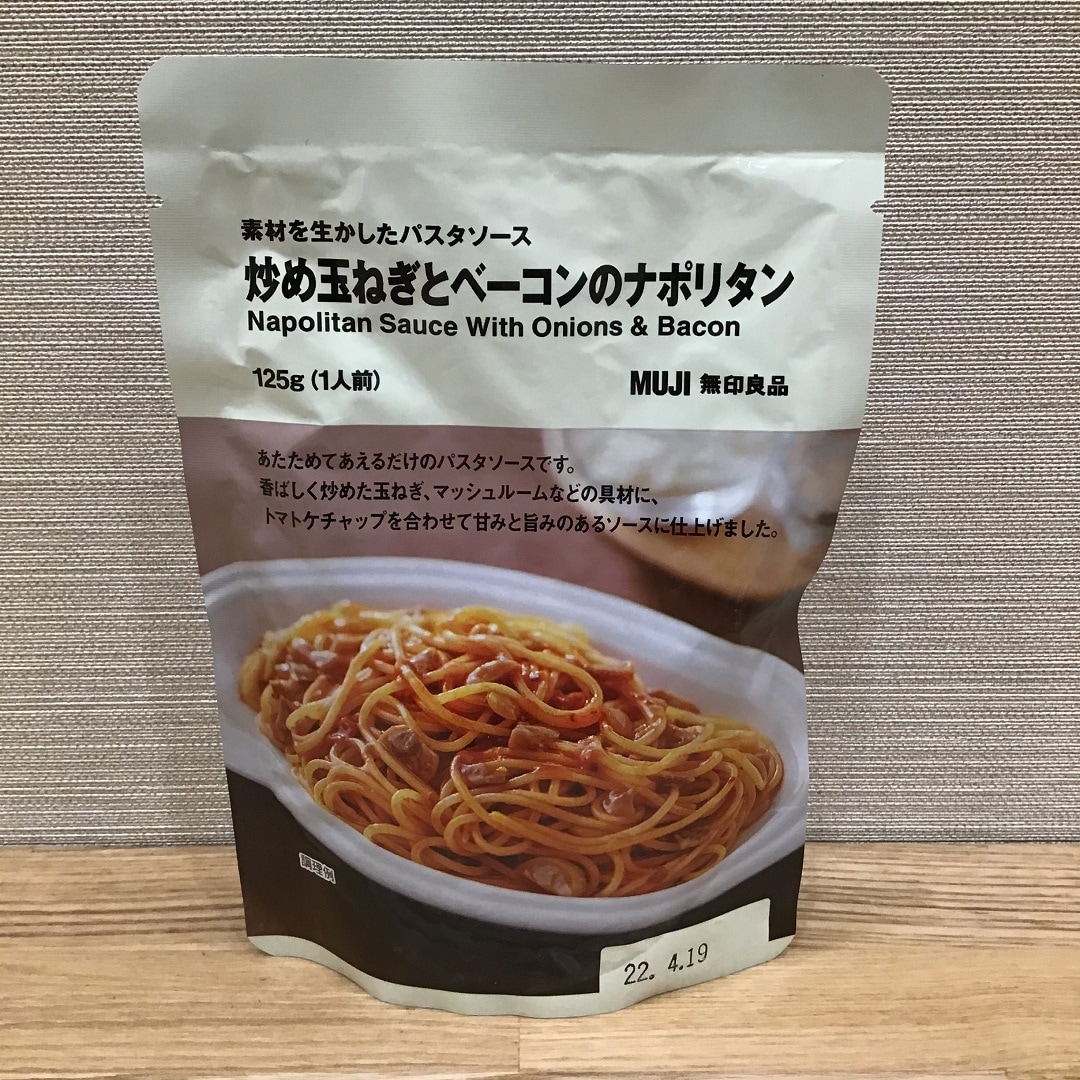 素材を生かしたパスタソース
炒め玉ねぎとベーコンのナポリタン
Napolitan Sauce With Onions & Bacon
125g（1人前）
MUJI 無印良品
あたためてあえるだけのパスタソースです。
香ばしく炒めた玉ねぎ、マッシュルームなどの具材に、
トマトケチャップを合わせて甘みと旨みのあるソースに仕上げました。
調理例
22. 4.19